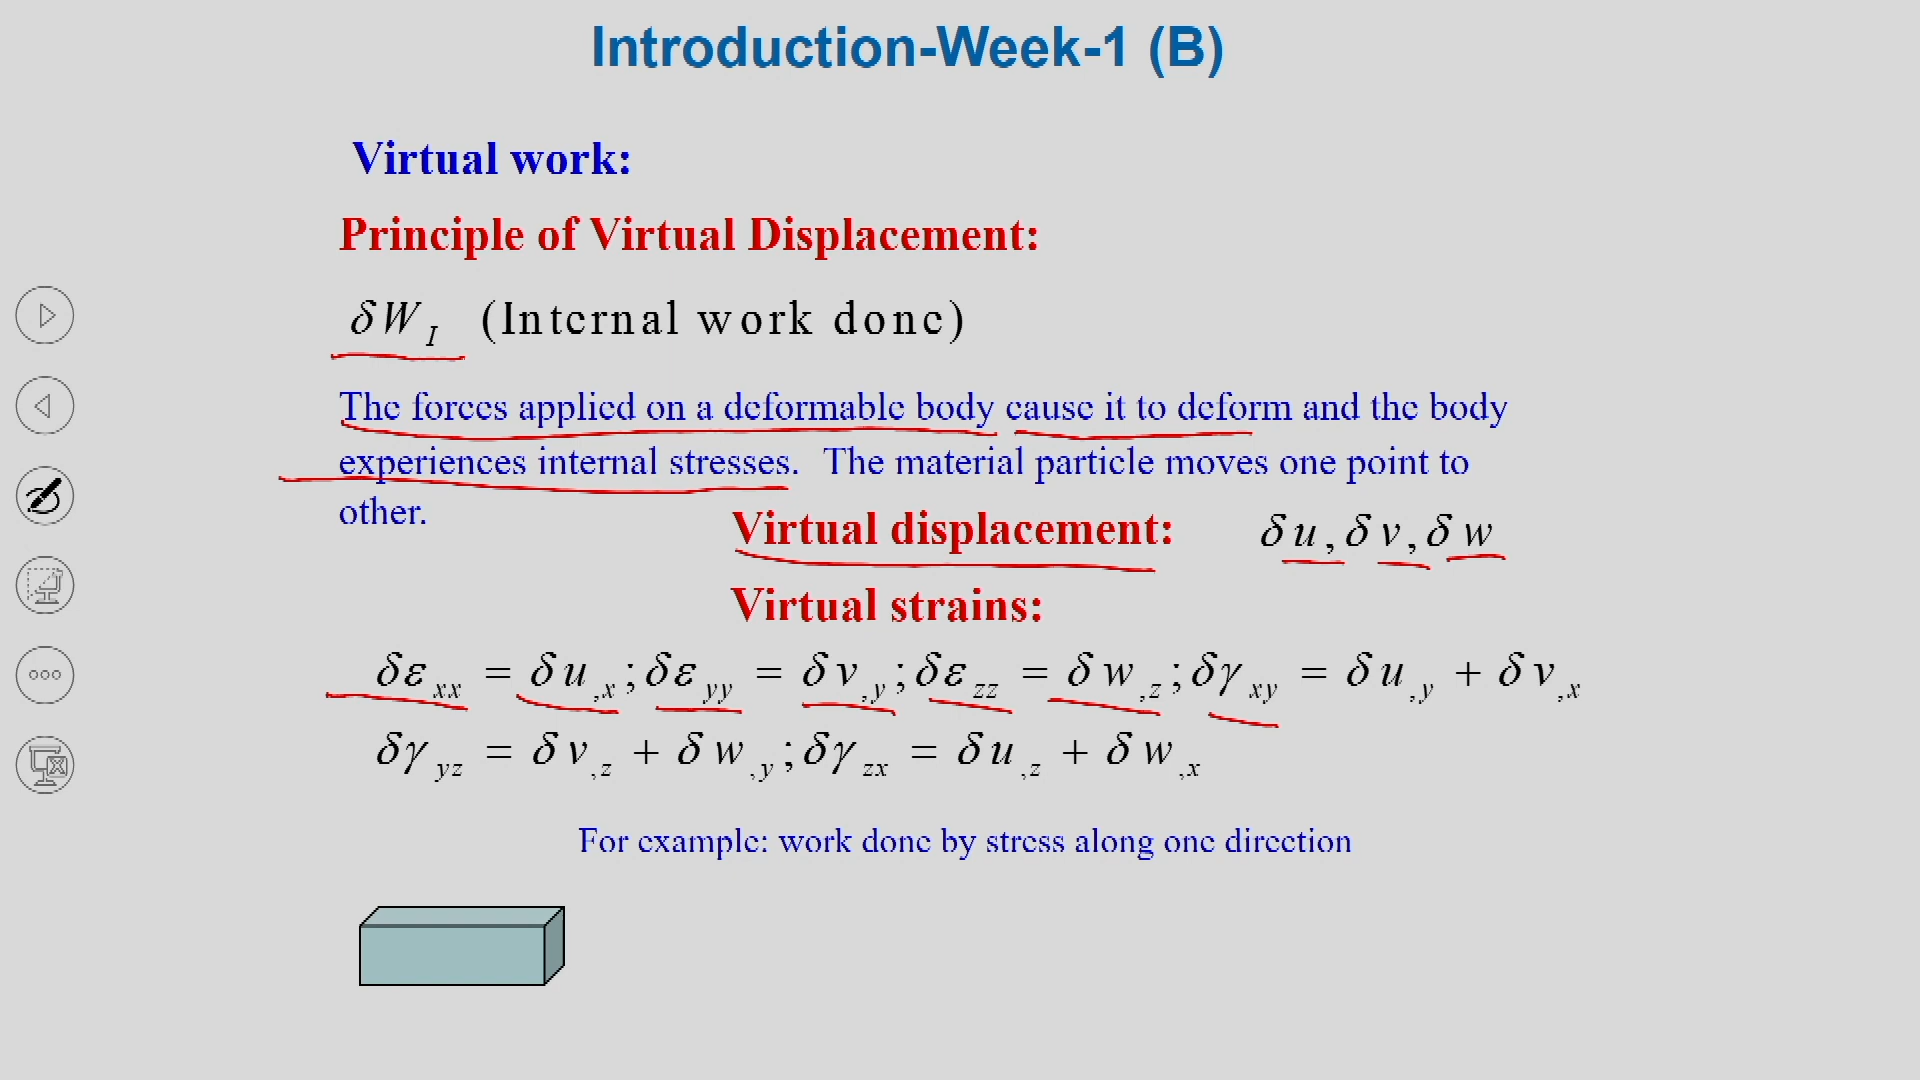 Introduction-Week-1 (B)
Virtual work:
Principle of Virtual Displacement:
δW_I (Internal work done)
The forces applied on a deformable body cause it to deform and the body
experiences internal stresses. The material particle moves one point to
other.
Virtual displacement: δu, δv, δw
Virtual strains:
δε_xx = δu_,x; δε_yy = δv_,y; δε_zz = δw_,z; δγ_xy = δu_,y + δv_,x
δγ_yz = δv_,z + δw_,y; δγ_zx = δu_,z + δw_,x
For example: work done by stress along one direction